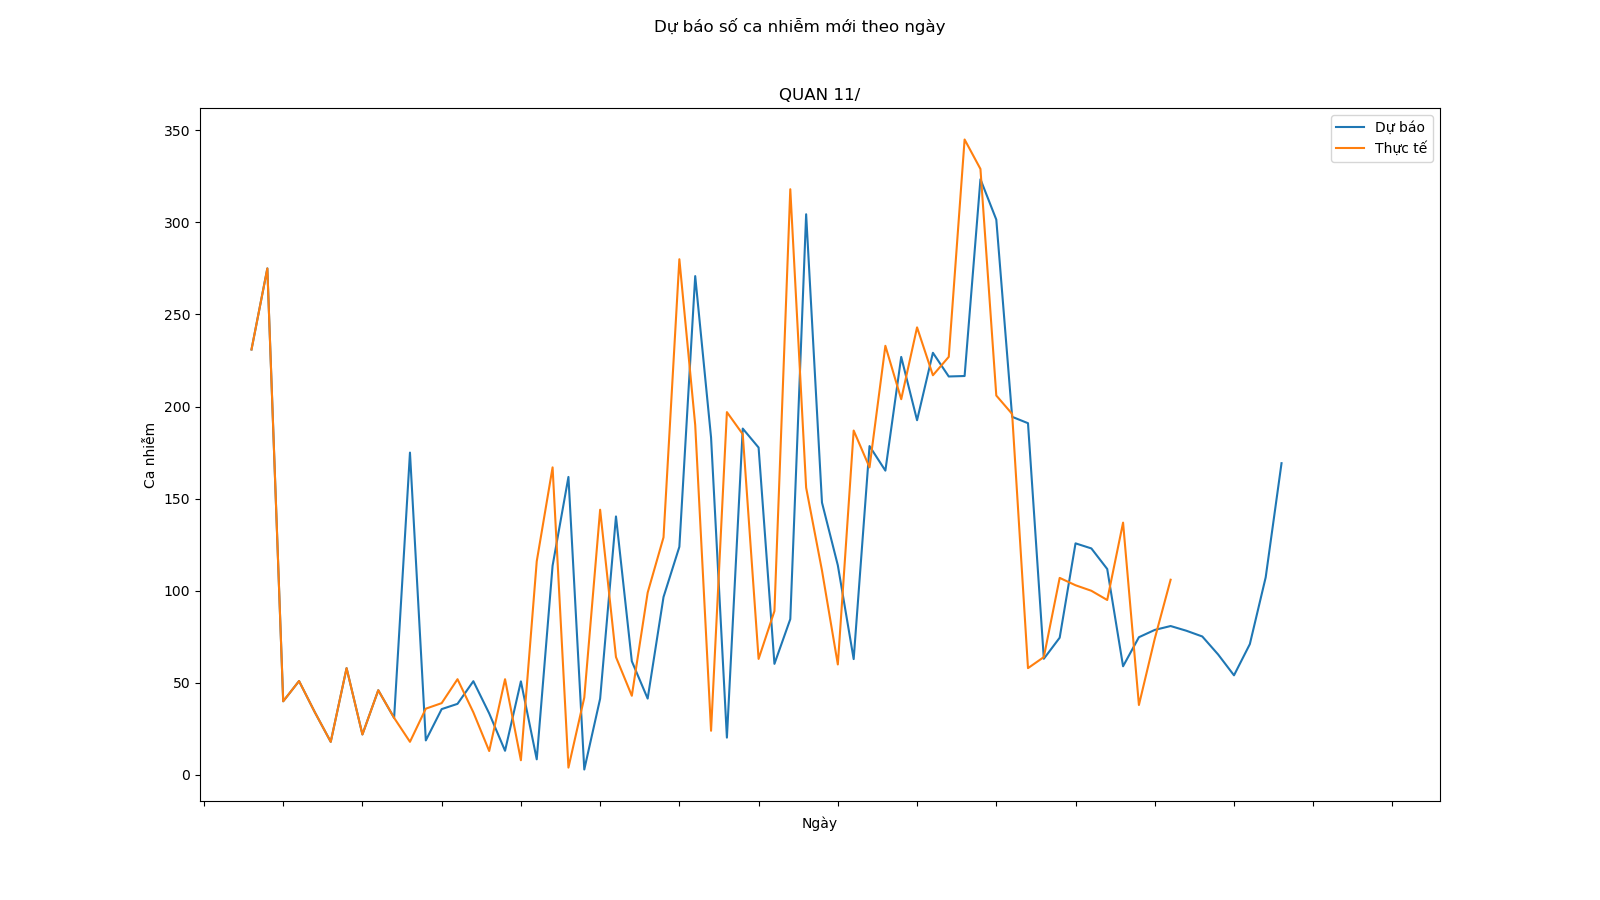 Dự báo số ca nhiễm mới theo ngày
QUAN 11/
Dự báo
Thực tế
350
300
250
200
150
100
50
0
Ca nhiễm
Ngày